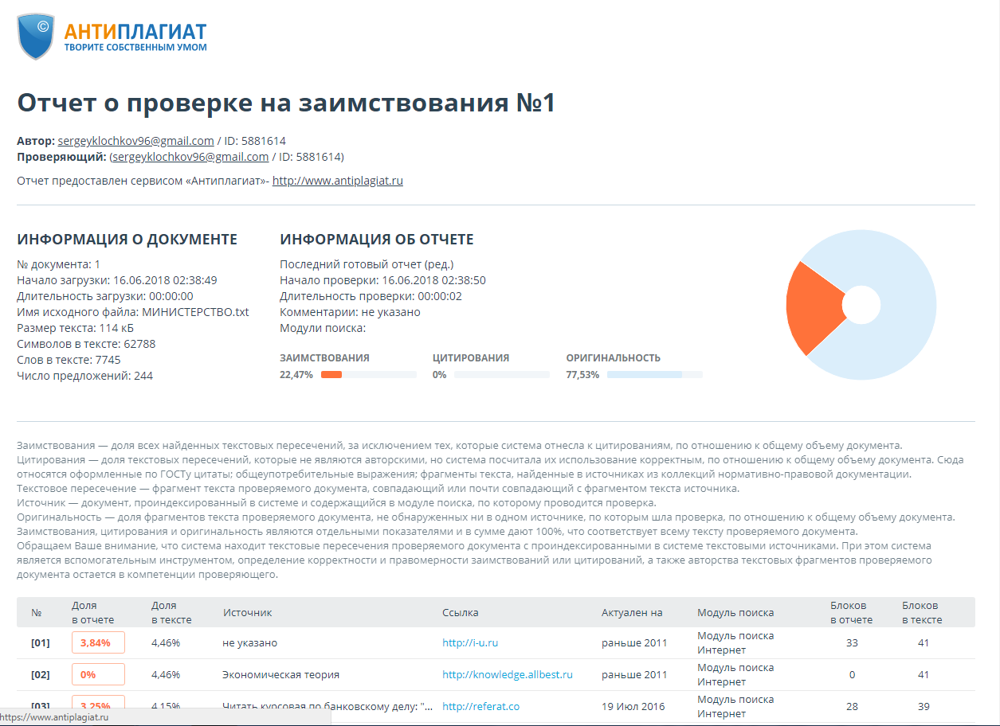 ©
АНТИПЛАГИАТ
ТВОРИТЕ СОБСТВЕННЫМ УМОМ
Отчет о проверке на заимствования №1
Автор: sergeyklochkov96@gmail.com / ID: 5881614
Проверяющий: (sergeyklochkov96@gmail.com / ID: 5881614)
Отчет предоставлен сервисом «Антиплагиат»- http://www.antiplagiat.ru
ИНФОРМАЦИЯ О ДОКУМЕНТЕ
№ документа: 1
Начало загрузки: 16.06.2018 02:38:49
Длительность загрузки: 00:00:00
Имя исходного файла: МИНИСТЕРСТВО.txt
Размер текста: 114 кБ
Символов в тексте: 62788
Слов в тексте: 7745
Число предложений: 244
ИНФОРМАЦИЯ ОБ ОТЧЕТЕ
Последний готовый отчет (ред.)
Начало проверки: 16.06.2018 02:38:50
Длительность проверки: 00:00:02
Комментарии: не указано
Модули поиска:
ЗАИМСТВОВАНИЯ
22,47%
ЦИТИРОВАНИЯ
0%
ОРИГИНАЛЬНОСТЬ
77,53%
Заимствования — доля всех найденных текстовых пересечений, за исключением тех, которые система отнесла к цитированиям, по отношению к общему объему документа.
Цитирования — доля текстовых пересечений, которые не являются авторскими, но система посчитала их использование корректным, по отношению к общему объему документа. Сюда
относятся оформленные по ГОСТу цитаты; общеупотребительные выражения; фрагменты текста, найденные в источниках из коллекций нормативно-правовой документации.
Текстовое пересечение — фрагмент текста проверяемого документа, совпадающий или почти совпадающий с фрагментом текста источника.
Источник — документ, проиндексированный в системе и содержащийся в модуле поиска, по которому проводится проверка.
Оригинальность — доля фрагментов текста проверяемого документа, не обнаруженных ни в одном источнике, по которым шла проверка, по отношению к общему объему документа.
Заимствования, цитирования и оригинальность являются отдельными показателями и в сумме дают 100%, что соответствует всему тексту проверяемого документа.
Обращаем Ваше внимание, что система находит текстовые пересечения проверяемого документа с проиндексированными в системе текстовыми источниками. При этом система
является вспомогательным инструментом, определение корректности и правомерности заимствований или цитирований, а также авторства текстовых фрагментов проверяемого
документа остается в компетенции проверяющего.
№ Доля в отчете Доля в тексте Источник Ссылка Актуален на Модуль поиска Блоков в отчете Блоков в тексте
[01] 3,84% 4,46% не указано http://i-u.ru раньше 2011 Модуль поиска Интернет 33 41
[02] 0% 4,46% Экономическая теория http://knowledge.allbest.ru раньше 2011 Модуль поиска Интернет 0 41
[03] 3,25% 4,15% Читать курсовая по банковскому делу: "... http://referat.co 19 Июл 2016 Модуль поиска Интернет 28 39
https://www.antiplagiat.ru